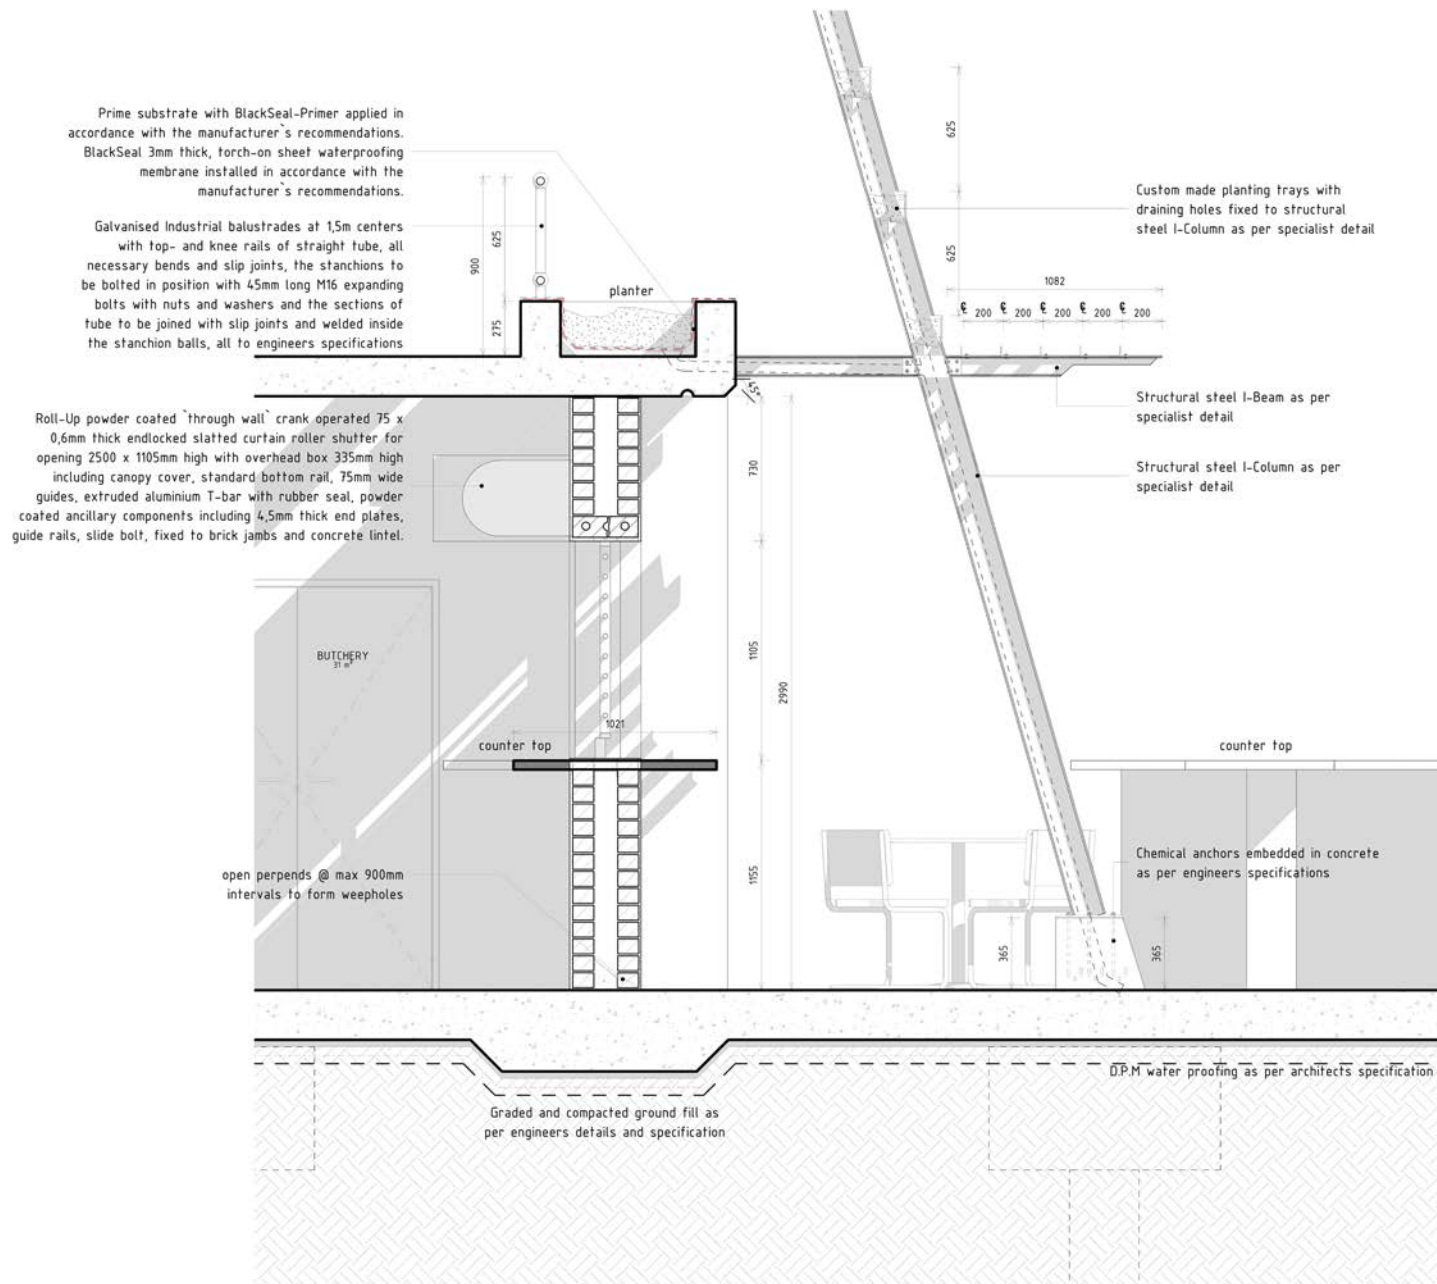 Prime substrate with BlackSeal-Primer applied in
accordance with the manufacturer`s recommendations.
BlackSeal 3mm thick, torch-on sheet waterproofing
membrane installed in accordance with the
manufacturer`s recommendations.
Galvanised Industrial balustrades at 1,5m centers
with top- and knee rails of straight tube, all
necessary bends and slip joints, the stanchions to
be bolted in position with 45mm long M16 expanding
bolts with nuts and washers and the sections of
tube to be joined with slip joints and welded inside
the stanchion balls, all to engineers specifications
Roll-Up powder coated `through wall` crank operated 75 x
0,6mm thick endlocked slatted curtain roller shutter for
opening 2500 x 1105mm high with overhead box 335mm high
including canopy cover, standard bottom rail, 75mm wide
guides, extruded aluminium T-bar with rubber seal, powder
coated ancillary components including 4,5mm thick end plates,
guide rails, slide bolt, fixed to brick jambs and concrete lintel.
BUTCHERY
31 m²
open perpends @ max 900mm
intervals to form weepholes
900
625
275
planter
45°
730
1105
2990
1155
1021
counter top
625
625
1082
℄ 200 ℄ 200 ℄ 200 ℄ 200 ℄ 200
Custom made planting trays with
draining holes fixed to structural
steel I-Column as per specialist detail
Structural steel I-Beam as per
specialist detail
Structural steel I-Column as per
specialist detail
counter top
Chemical anchors embedded in concrete
as per engineers specifications
365
365
D.P.M water proofing as per architects specification
Graded and compacted ground fill as
per engineers details and specification